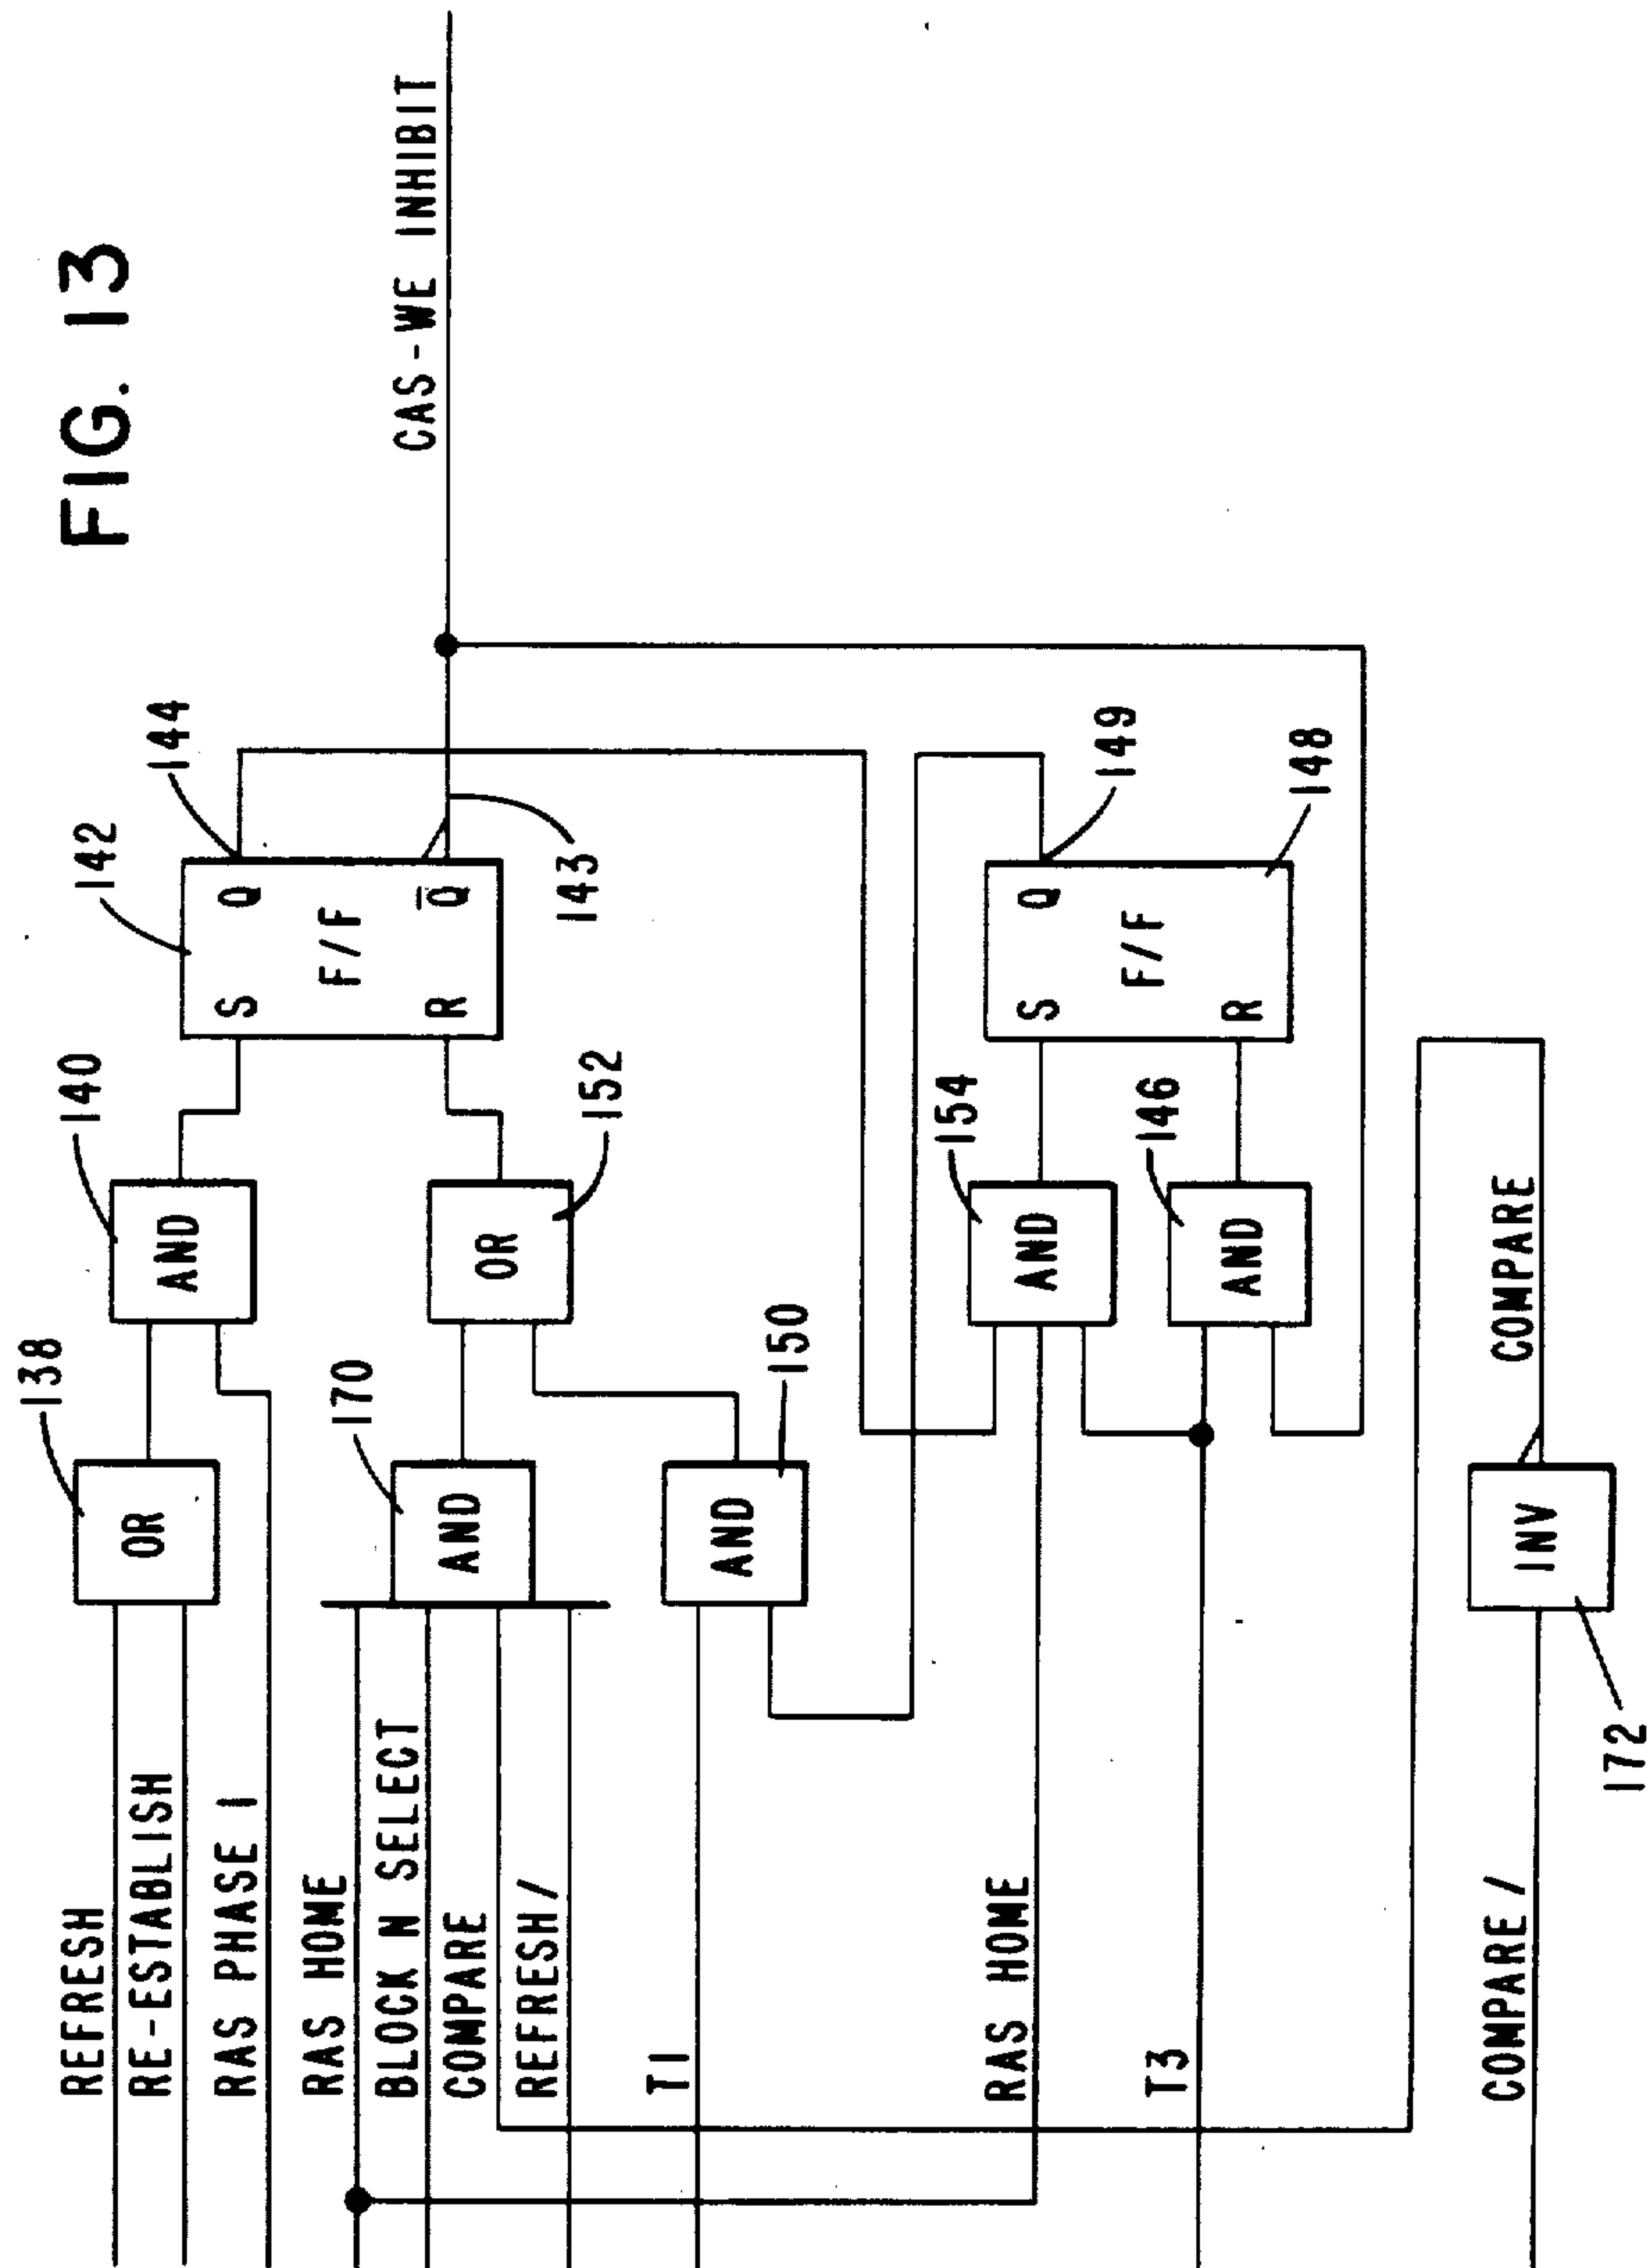 FIG. 13
138
OR
140
AND
142
S
Q
F/F
R
Q̅
144
143
CAS-WE INHIBIT
REFRESH
RE-ESTABLISH
RAS PHASE 1
RAS HOME
BLOCK N SELECT
COMPARE
REFRESH/
170
AND
OR
152
T1
AND
150
RAS HOME
154
AND
S
Q
F/F
R
149
148
T3
146
AND
COMPARE/
INV
172
COMPARE